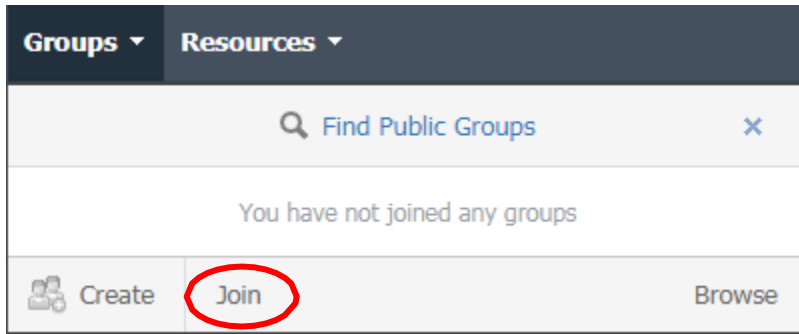 Groups Resources
Find Public Groups
You have not joined any groups
Create Join Browse